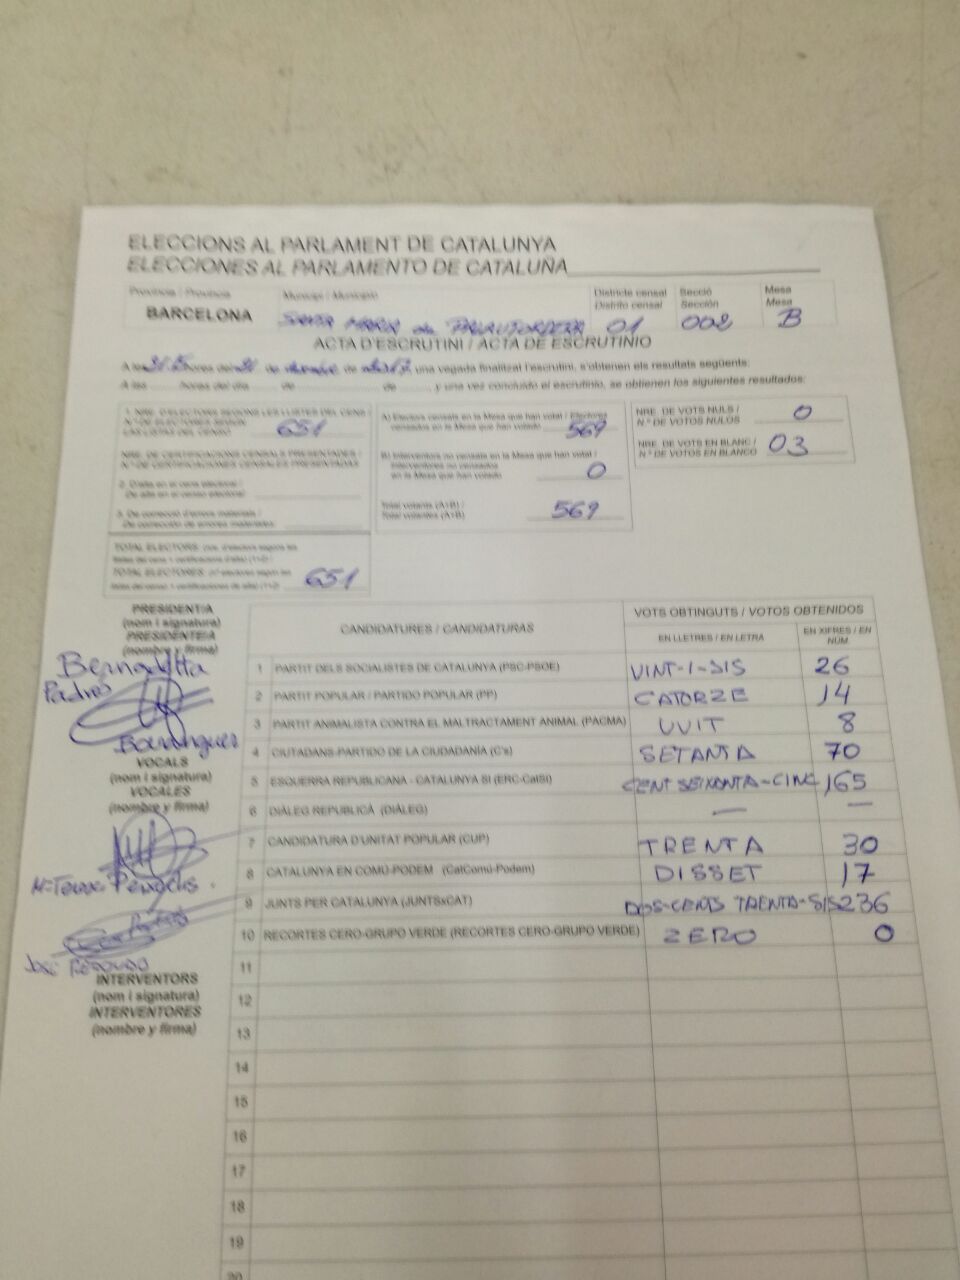 ELECCIONS AL PARLAMENT DE CATALUNYA
ELECCIONES AL PARLAMENTO DE CATALUÑA
Província / Provincia
Municipi / Municipio
Districte censal
Distrito censal
Secció
Sección
Mesa
Mesa
BARCELONA
SANTA MARIA de PALAUTORDERA
01
002
B
ACTA D'ESCRUTINI / ACTA DE ESCRUTINIO
hores del 21 de desembre de una vegada finalitzat l'escrutini, s'obtenen els resultats següents:
A las horas del día de de , y una vez concluido el escrutinio, se obtienen los siguientes resultados:
1. NRE. D'ELECTORS SEGONS LES LLISTES DEL CENS /
N.º DE ELECTORES SEGÚN
LAS LISTAS DEL CENSO 651
NRE. DE CERTIFICACIONS CENSALS PRESENTADES /
N.º DE CERTIFICACIONES CENSALES PRESENTADAS
2. D'alta en el cens electoral /
De alta en el censo electoral
3. De correcció d'errors materials /
De corrección de errores materiales
TOTAL ELECTORS
TOTAL ELECTORES 651
A) Electors censats en la Mesa que han votat / Electores
censados en la Mesa que han votado 569
B) Interventors no censats en la Mesa que han votat /
Interventores no censados
en la Mesa que han votado 0
Total votants (A+B) /
Total votantes (A+B) 569
NRE. DE VOTS NULS /
N.º DE VOTOS NULOS 0
NRE. DE VOTS EN BLANC /
N.º DE VOTOS EN BLANCO 03
PRESIDENT/A
(nom i signatura)
PRESIDENTE/A
(nombre y firma)
Bernadetta
Padrós
VOCALS
(nom i signatura)
VOCALES
(nombre y firma)
Mª Teresa
José
INTERVENTORS
(nom i signatura)
INTERVENTORES
(nombre y firma)
CANDIDATURES / CANDIDATURAS
VOTS OBTINGUTS / VOTOS OBTENIDOS
EN LLETRES / EN LETRA
EN XIFRES / EN
NÚM.
1 PARTIT DELS SOCIALISTES DE CATALUNYA (PSC-PSOE) VINT-I-SIS 26
2 PARTIT POPULAR / PARTIDO POPULAR (PP) CATORZE 14
3 PARTIT ANIMALISTA CONTRA EL MALTRACTAMENT ANIMAL (PACMA) VUIT 8
4 CIUTADANS-PARTIDO DE LA CIUDADANÍA (C's) SETANTA 70
5 ESQUERRA REPUBLICANA - CATALUNYA SÍ (ERC-CatSí) CENT SEIXANTA-CINC 165
6 DIÀLEG REPUBLICÀ (DIÀLEG) — —
7 CANDIDATURA D'UNITAT POPULAR (CUP) TRENTA 30
8 CATALUNYA EN COMÚ-PODEM (CatComú-Podem) DISSET 17
9 JUNTS PER CATALUNYA (JUNTSxCAT) DOS-CENTS TRENTA-SIS 236
10 RECORTES CERO-GRUPO VERDE (RECORTES CERO-GRUPO VERDE) ZERO 0
11
12
13
14
15
16
17
18
19
20